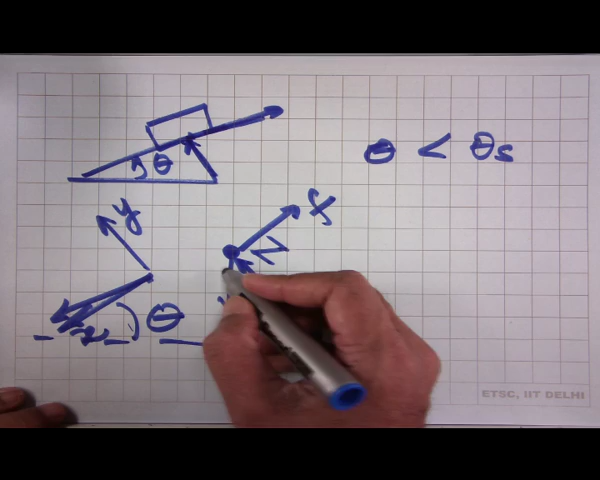 θ < θs
θ
y
f
N
x
θ
ETSC, IIT DELHI